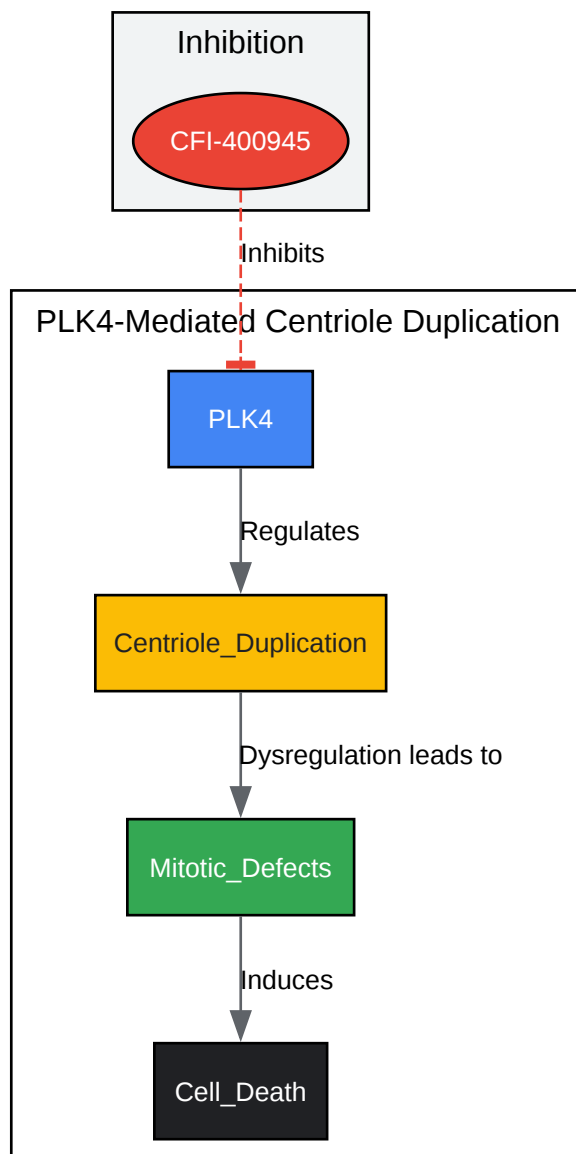 Inhibition
CFI-400945
Inhibits
PLK4-Mediated Centriole Duplication
PLK4
Regulates
Centriole_Duplication
Dysregulation leads to
Mitotic_Defects
Induces
Cell_Death